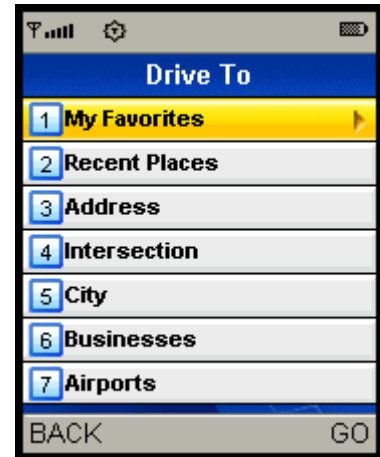 Drive To
1 My Favorites
2 Recent Places
3 Address
4 Intersection
5 City
6 Businesses
7 Airports
BACK GO